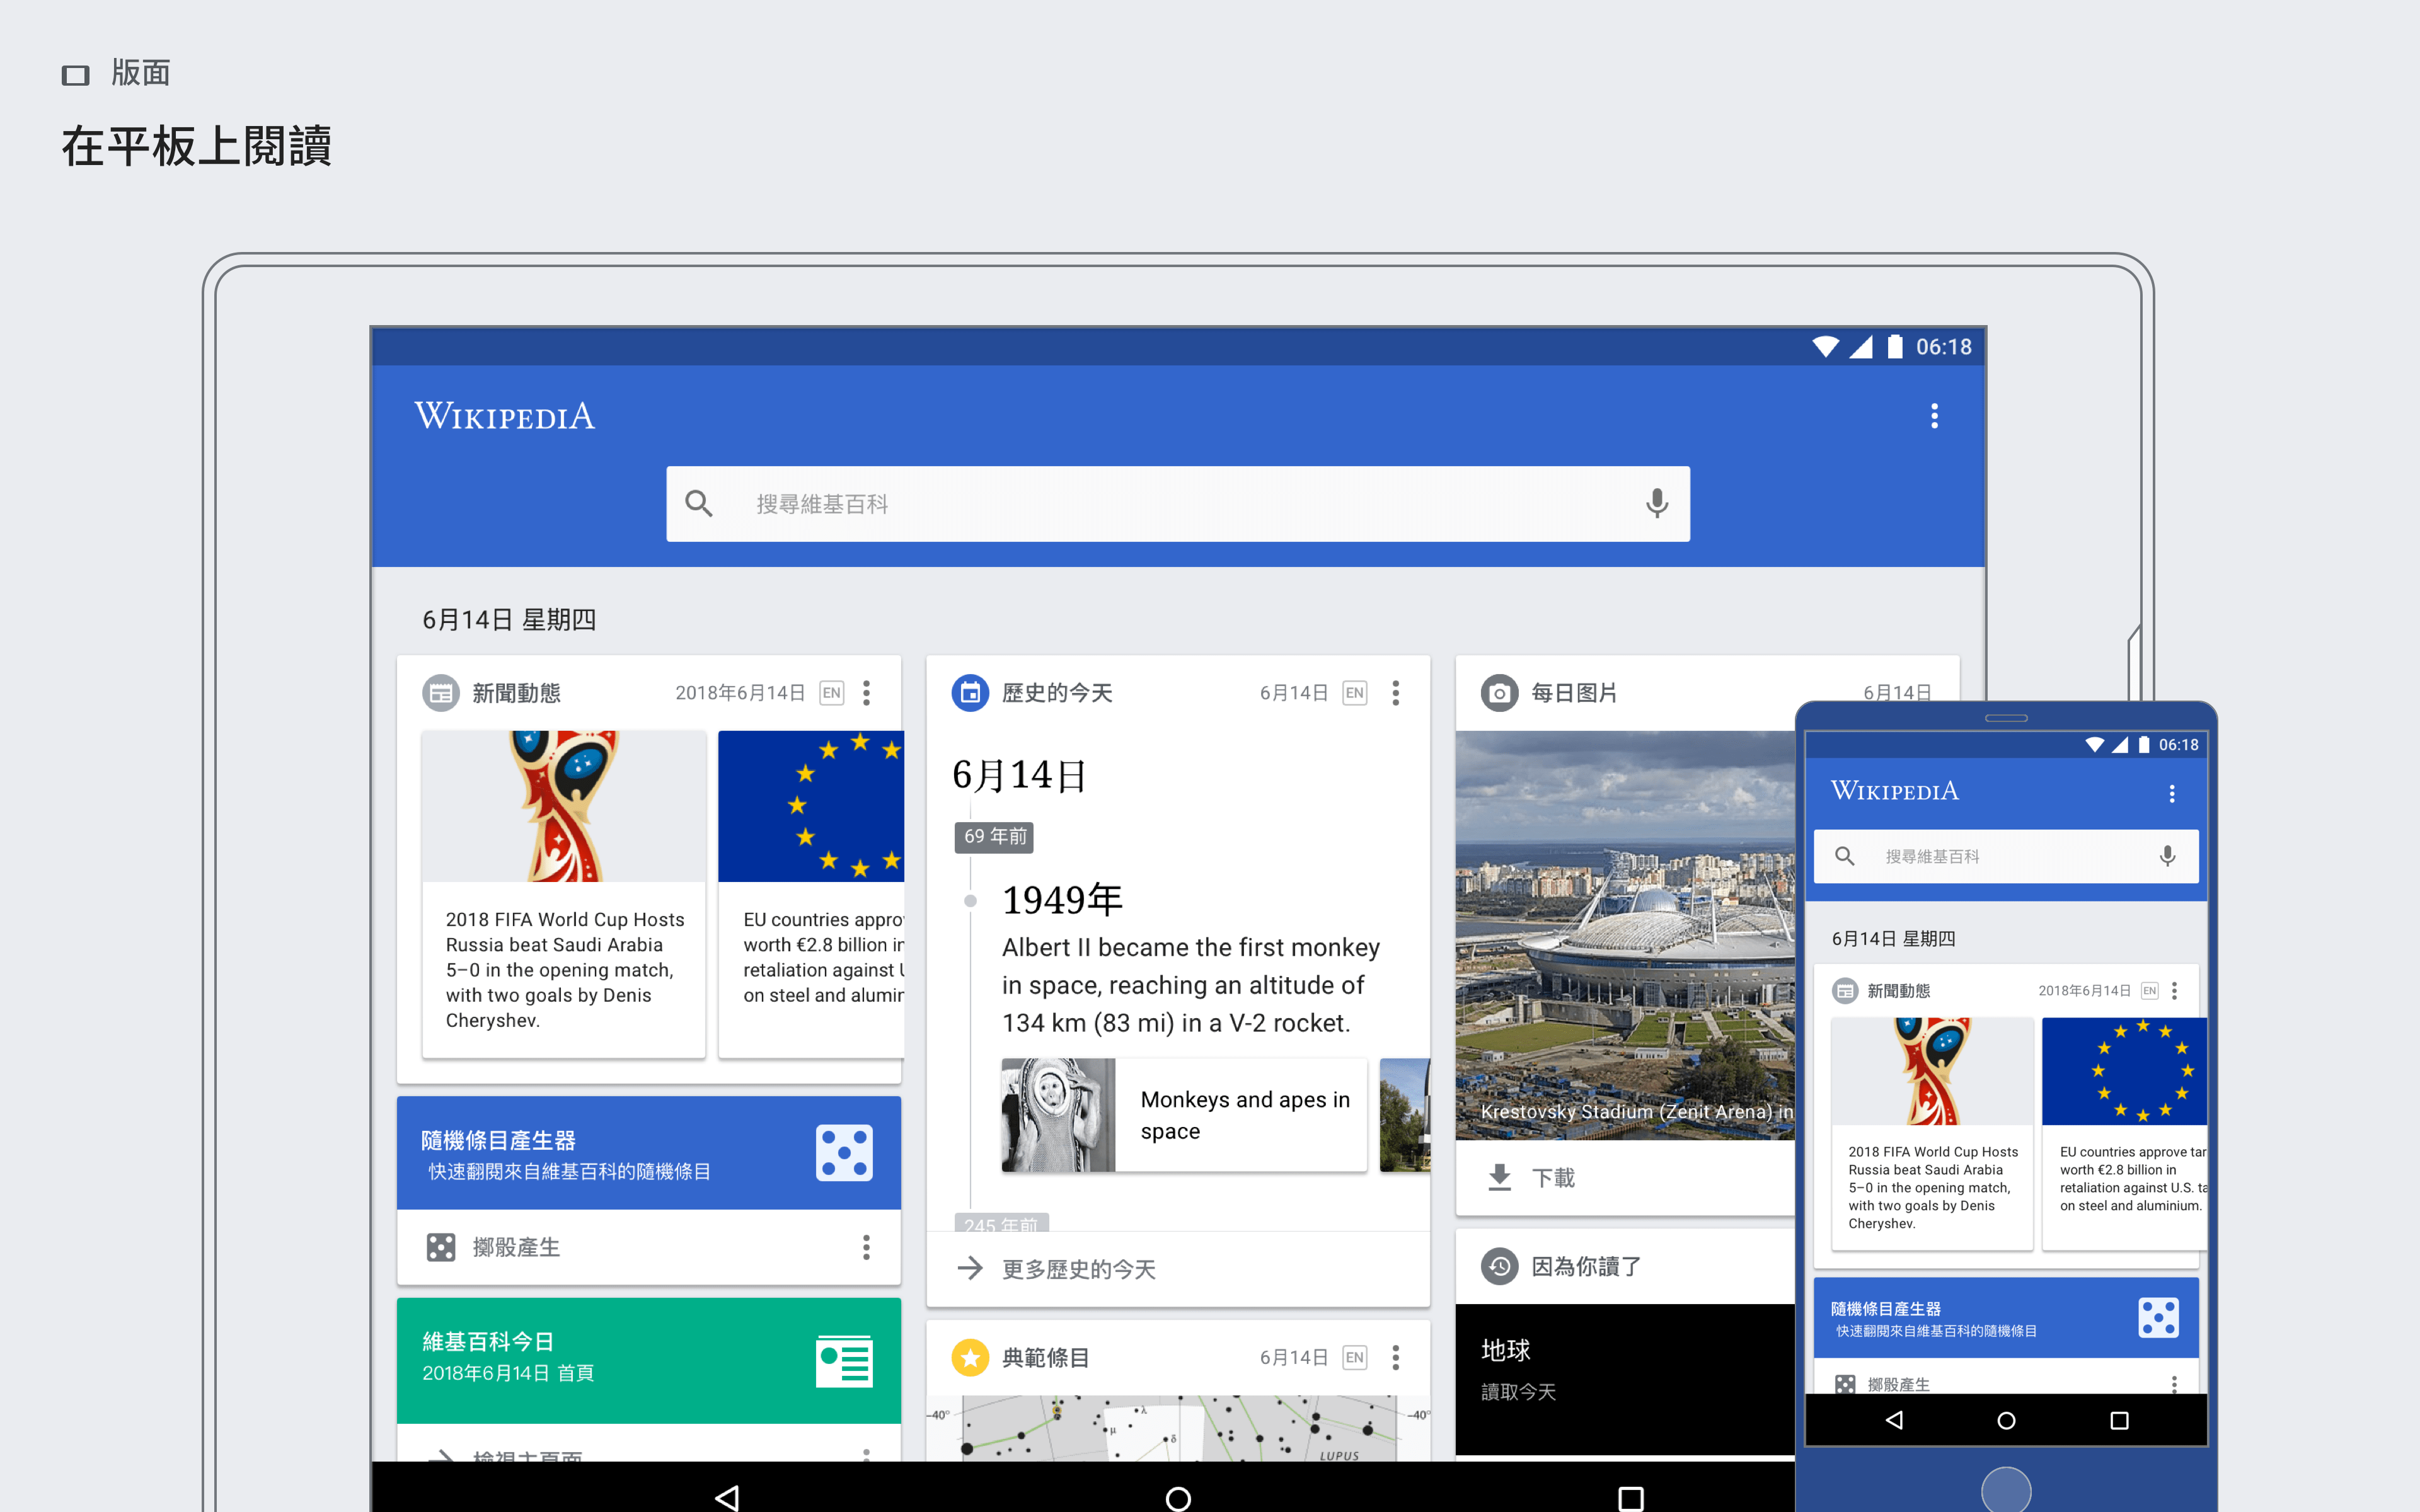 版面
在平板上閱讀
06:18
WIKIPEDIA
搜尋維基百科
6月14日 星期四
新聞動態
2018年6月14日 EN
2018 FIFA World Cup Hosts
Russia beat Saudi Arabia
5–0 in the opening match,
with two goals by Denis
Cheryshev.
EU countries
worth €2.8 billion in
retaliation against
on steel and
隨機條目產生器
快速翻閱來自維基百科的隨機條目
擲骰產生
維基百科今日
2018年6月14日 首頁
檢視主頁面
歷史的今天
6月14日 EN
6月14日
69 年前
1949年
Albert II became the first monkey
in space, reaching an altitude of
134 km (83 mi) in a V-2 rocket.
Monkeys and apes in
space
245 年前
更多歷史的今天
典範條目
6月14日 EN
-40°
λ
μ
δ
-40°
LUPUS
每日图片
6月14日
Krestovsky Stadium (Zenit Arena) in
下載
因為你讀了
地球
讀取今天
06:18
WIKIPEDIA
搜尋維基百科
6月14日 星期四
新聞動態
2018年6月14日 EN
2018 FIFA World Cup Hosts
Russia beat Saudi Arabia
5–0 in the opening match,
with two goals by Denis
Cheryshev.
EU countries approve
worth €2.8 billion in
retaliation against U.S.
on steel and aluminium.
隨機條目產生器
快速翻閱來自維基百科的隨機條目
擲骰產生